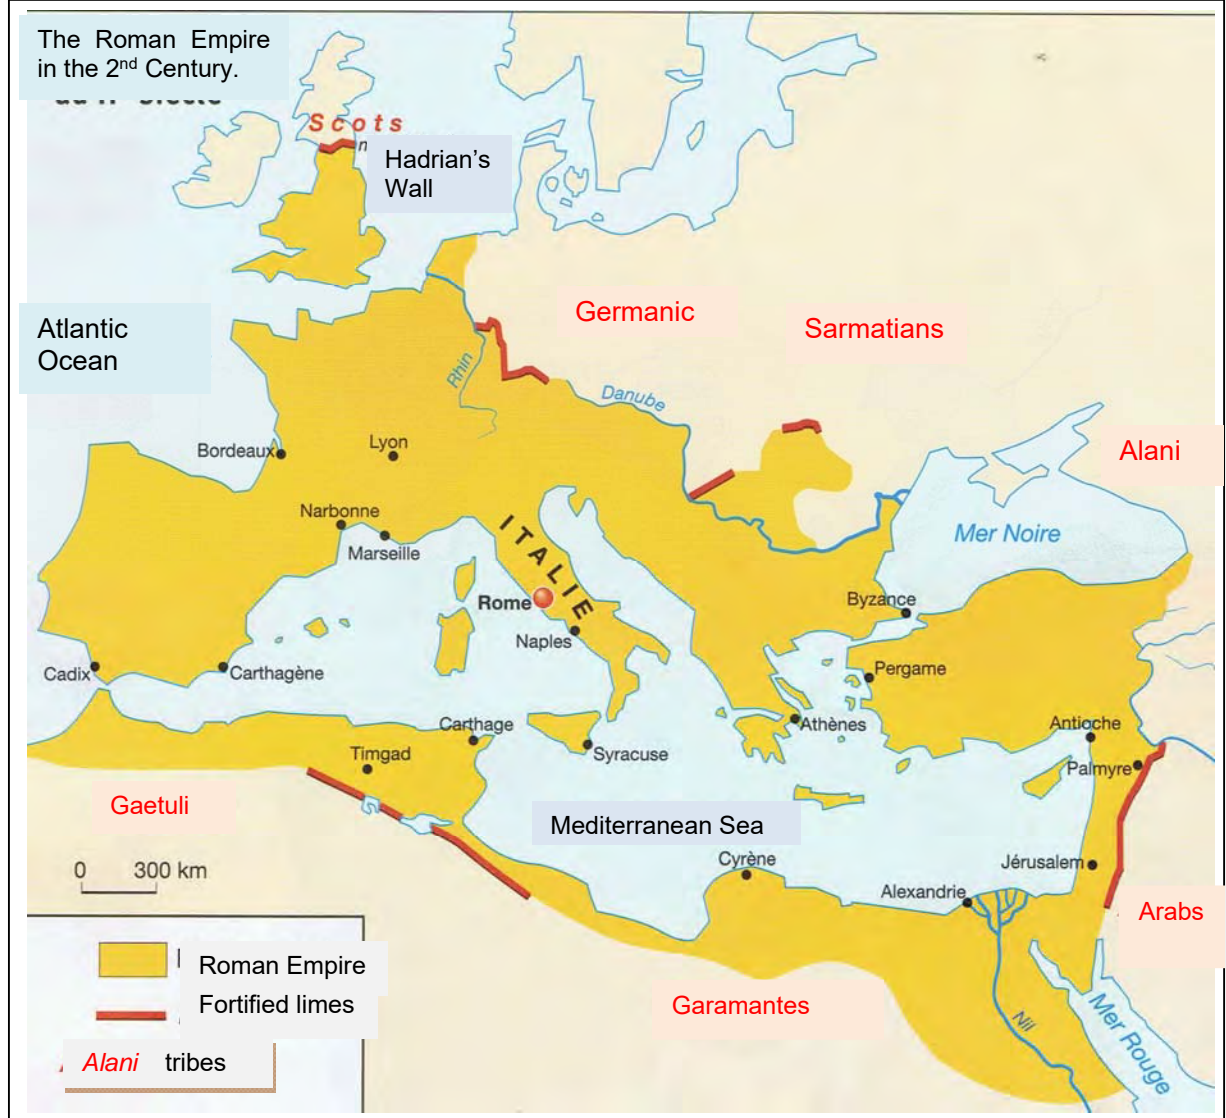 The Roman Empire
in the 2nd Century.
Scots
Hadrian's
Wall
Atlantic
Ocean
Germanic
Sarmatians
Rhin
Danube
Alani
Bordeaux
Lyon
Narbonne
Marseille
ITALIE
Mer Noire
Rome
Naples
Byzance
Cadix
Carthagène
Pergame
Carthage
Athènes
Antioche
Timgad
Syracuse
Palmyre
Gaetuli
Mediterranean Sea
0 300 km
Cyrène
Jérusalem
Alexandrie
Arabs
Roman Empire
Fortified limes
Alani tribes
Garamantes
Nil
Mer Rouge